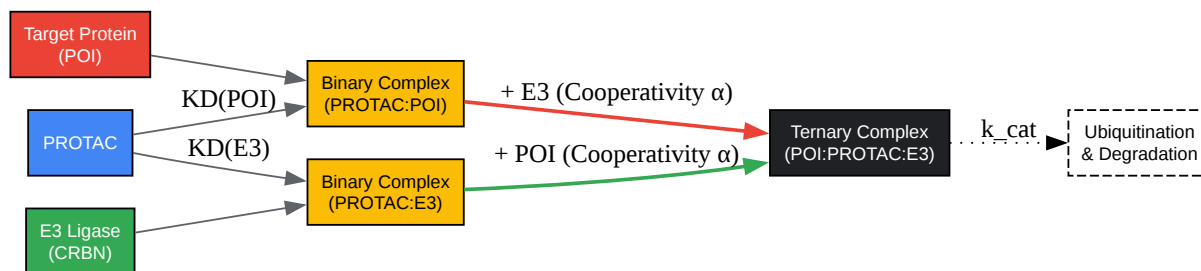 Target Protein
(POI)
PROTAC
E3 Ligase
(CRBN)
KD(POI)
KD(E3)
Binary Complex
(PROTAC:POI)
Binary Complex
(PROTAC:E3)
+ E3 (Cooperativity α)
+ POI (Cooperativity α)
Ternary Complex
(POI:PROTAC:E3)
k_cat
Ubiquitination
& Degradation